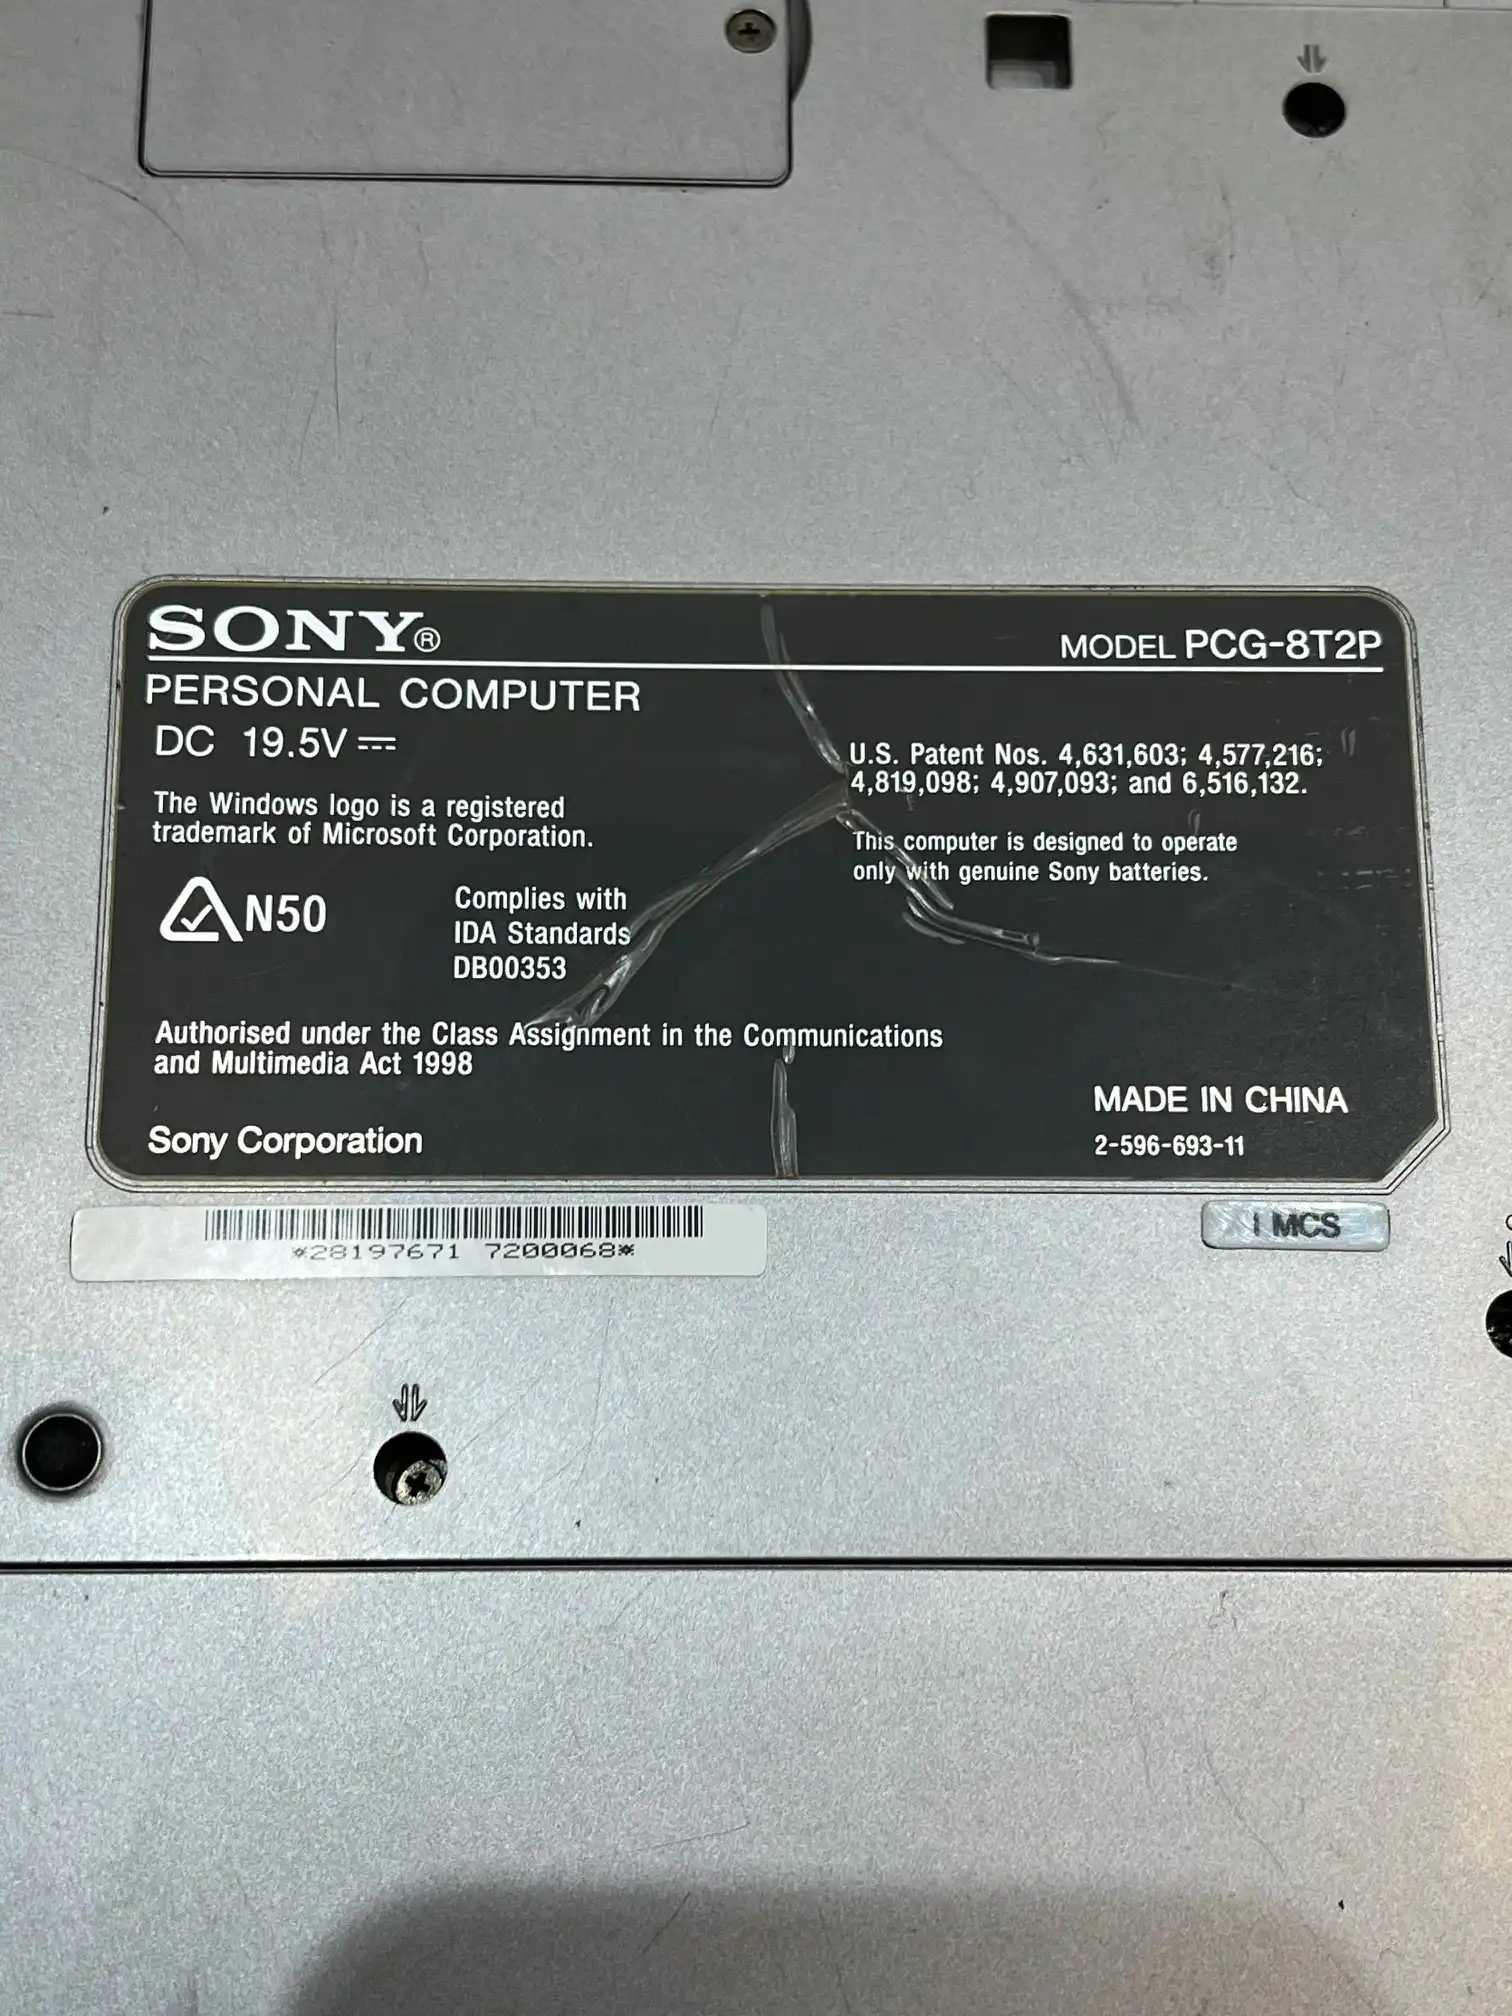 SONY®
MODEL PCG-8T2P
PERSONAL COMPUTER
DC 19.5V
The Windows logo is a registered
trademark of Microsoft Corporation.
N50
Complies with
IDA Standards
DB00353
U.S. Patent Nos. 4,631,603; 4,577,216;
4,819,098; 4,907,093; and 6,516,132.
This computer is designed to operate
only with genuine Sony batteries.
Authorised under the Class Assignment in the Communications
and Multimedia Act 1998
Sony Corporation
MADE IN CHINA
2-596-693-11
*28197671 7200068*
MCS